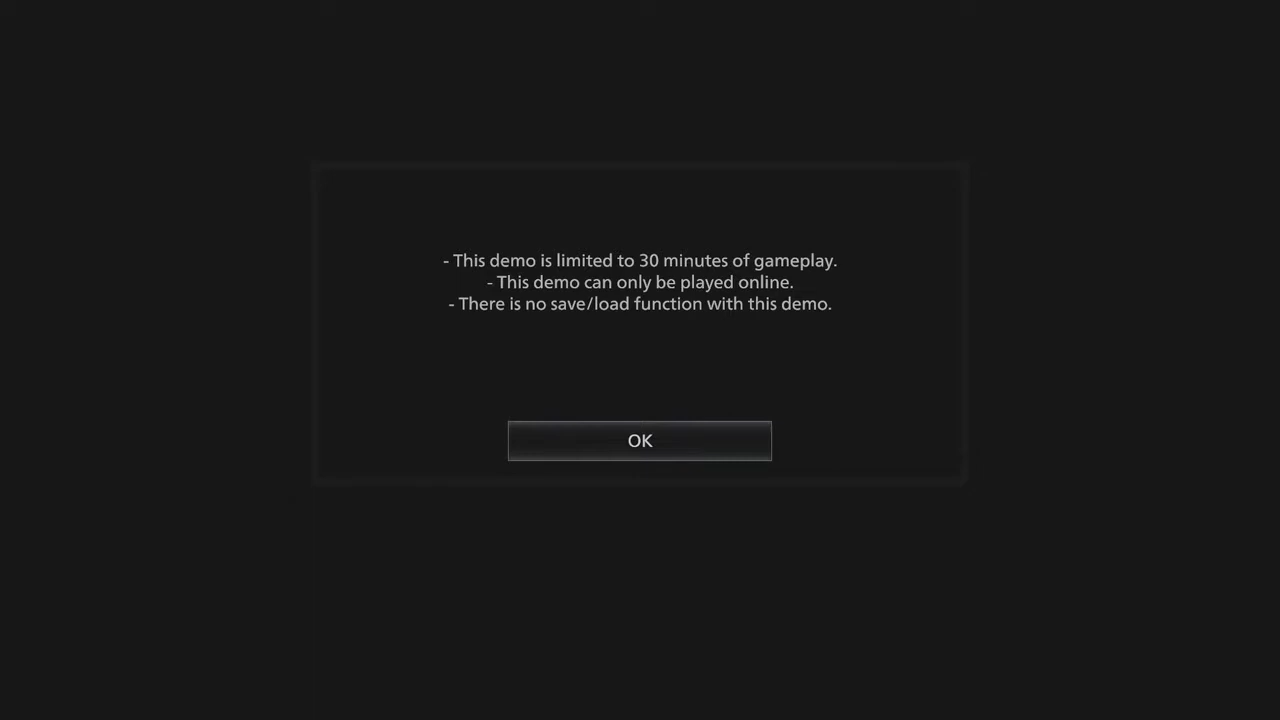 - This demo is limited to 30 minutes of gameplay.
- This demo can only be played online.
- There is no save/load function with this demo.
OK